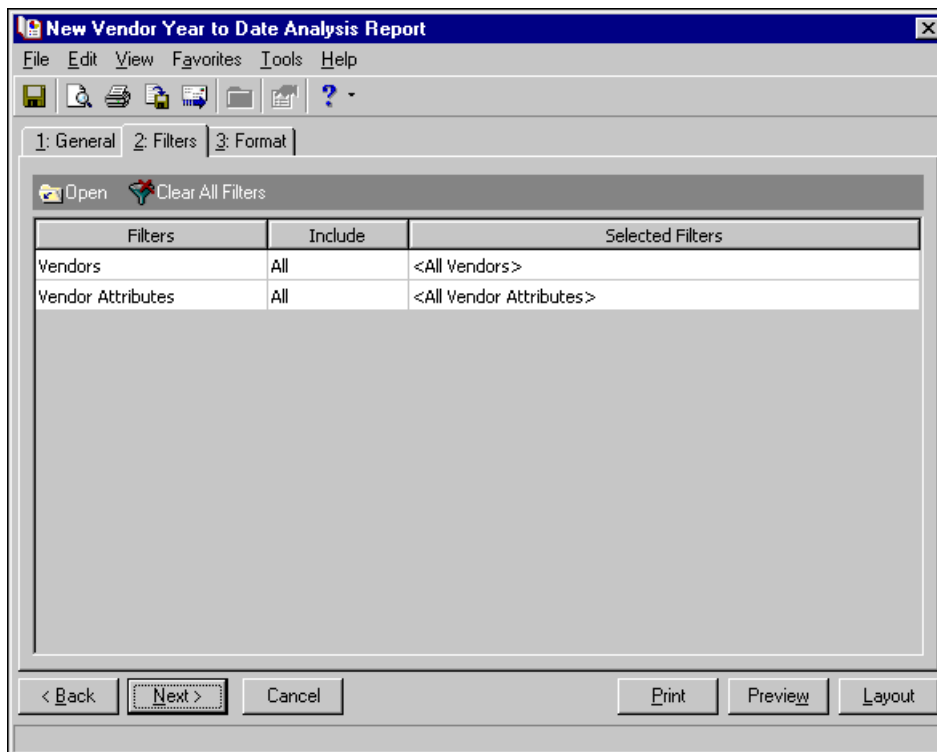 New Vendor Year to Date Analysis Report
File Edit View Favorites Tools Help
1: General 2: Filters 3: Format
Open Clear All Filters
Filters Include Selected Filters
Vendors All <All Vendors>
Vendor Attributes All <All Vendor Attributes>
< Back Next > Cancel Print Preview Layout